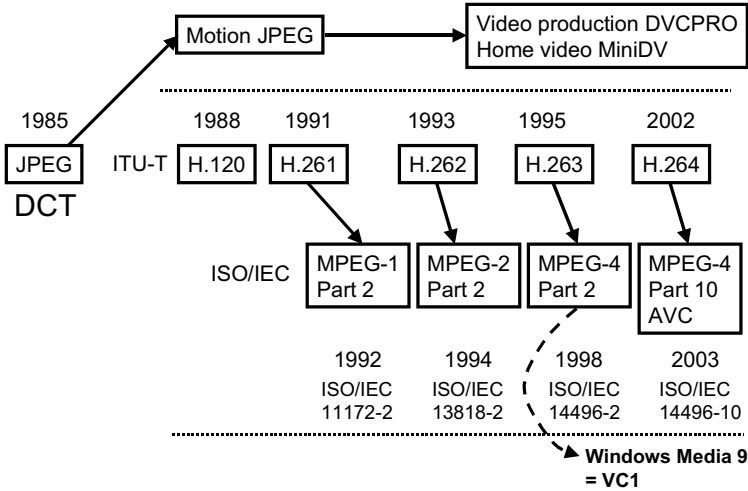 Motion JPEG
Video production DVCPRO
Home video MiniDV
1985
1988
1991
1993
1995
2002
JPEG
ITU-T
H.120
H.261
H.262
H.263
H.264
DCT
ISO/IEC
MPEG-1
Part 2
MPEG-2
Part 2
MPEG-4
Part 2
MPEG-4
Part 10
AVC
1992
ISO/IEC
11172-2
1994
ISO/IEC
13818-2
1998
ISO/IEC
14496-2
2003
ISO/IEC
14496-10
Windows Media 9
= VC1